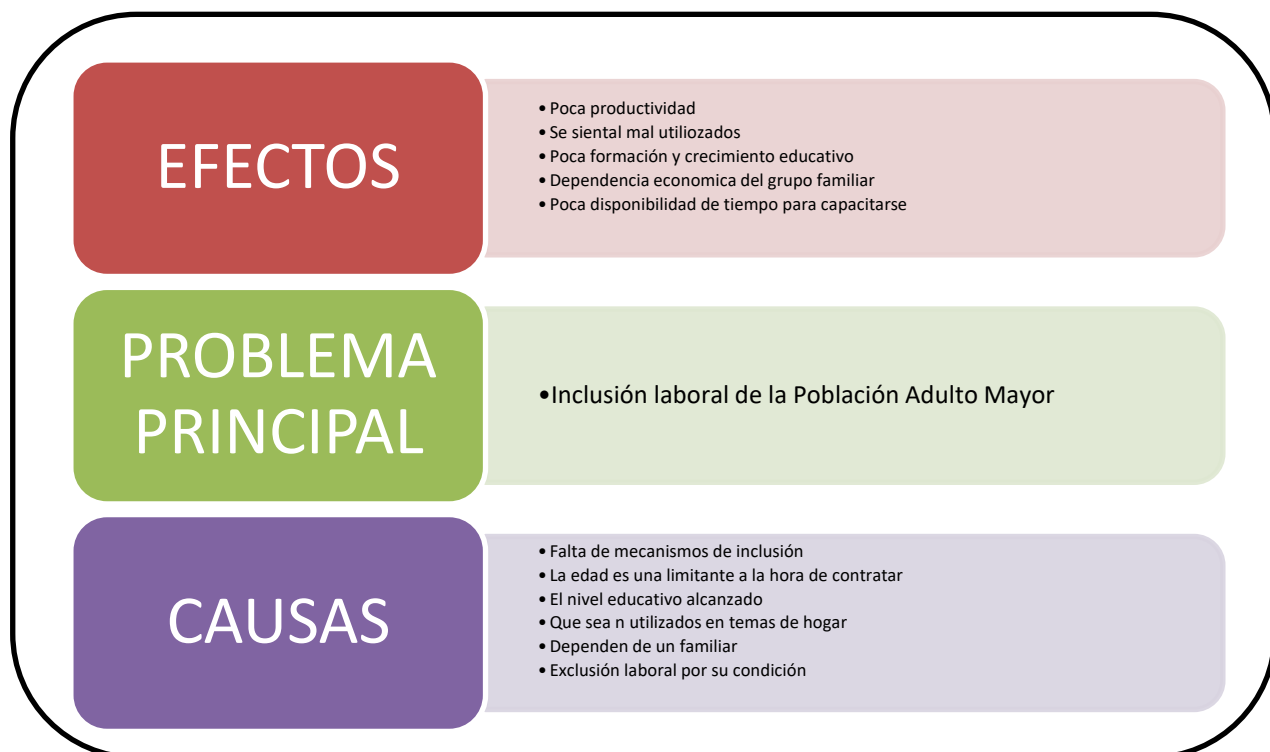 EFECTOS
• Poca productividad
• Se siental mal utiliozados
• Poca formación y crecimiento educativo
• Dependencia economica del grupo familiar
• Poca disponibilidad de tiempo para capacitarse
PROBLEMA
PRINCIPAL
•Inclusión laboral de la Población Adulto Mayor
CAUSAS
• Falta de mecanismos de inclusión
• La edad es una limitante a la hora de contratar
• El nivel educativo alcanzado
• Que sea n utilizados en temas de hogar
• Dependen de un familiar
• Exclusión laboral por su condición